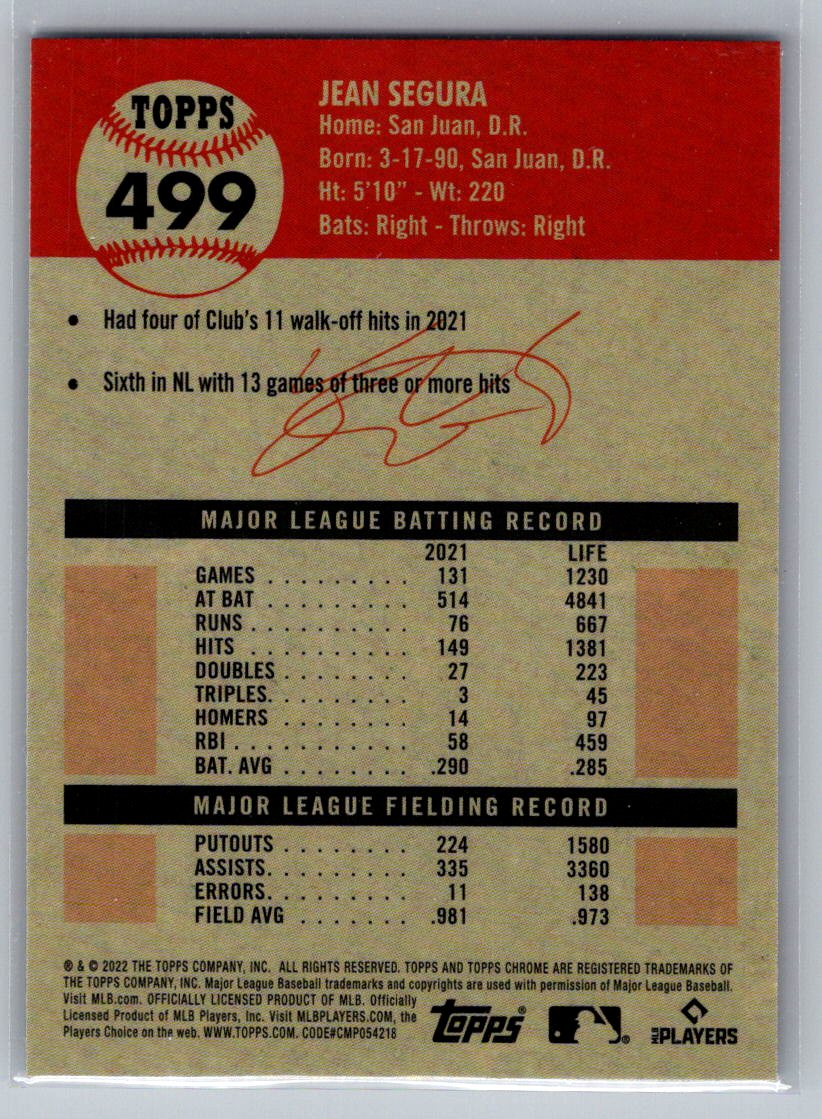 TOPPS
499
JEAN SEGURA
Home: San Juan, D.R.
Born: 3-17-90, San Juan, D.R.
Ht: 5'10" - Wt: 220
Bats: Right - Throws: Right
• Had four of Club's 11 walk-off hits in 2021
• Sixth in NL with 13 games of three or more hits
MAJOR LEAGUE BATTING RECORD
2021 LIFE
GAMES . . . . . . . . . 131 1230
AT BAT . . . . . . . . . 514 4841
RUNS . . . . . . . . . . 76 667
HITS . . . . . . . . . . 149 1381
DOUBLES . . . . . . . . 27 223
TRIPLES. . . . . . . . . 3 45
HOMERS . . . . . . . . 14 97
RBI . . . . . . . . . . . 58 459
BAT. AVG . . . . . . . . .290 .285
MAJOR LEAGUE FIELDING RECORD
PUTOUTS . . . . . . . . 224 1580
ASSISTS. . . . . . . . . 335 3360
ERRORS. . . . . . . . . 11 138
FIELD AVG . . . . . . . .981 .973
® & © 2022 THE TOPPS COMPANY, INC. ALL RIGHTS RESERVED. TOPPS AND TOPPS CHROME ARE REGISTERED TRADEMARKS OF
THE TOPPS COMPANY, INC. Major League Baseball trademarks and copyrights are used with permission of Major League Baseball.
Visit MLB.com. OFFICIALLY LICENSED PRODUCT OF MLB. Officially
Licensed Product of MLB Players, Inc. Visit MLBPLAYERS.COM, the
Players Choice on the web. WWW.TOPPS.COM. CODE#CMP054218
topps®
MLB PLAYERS